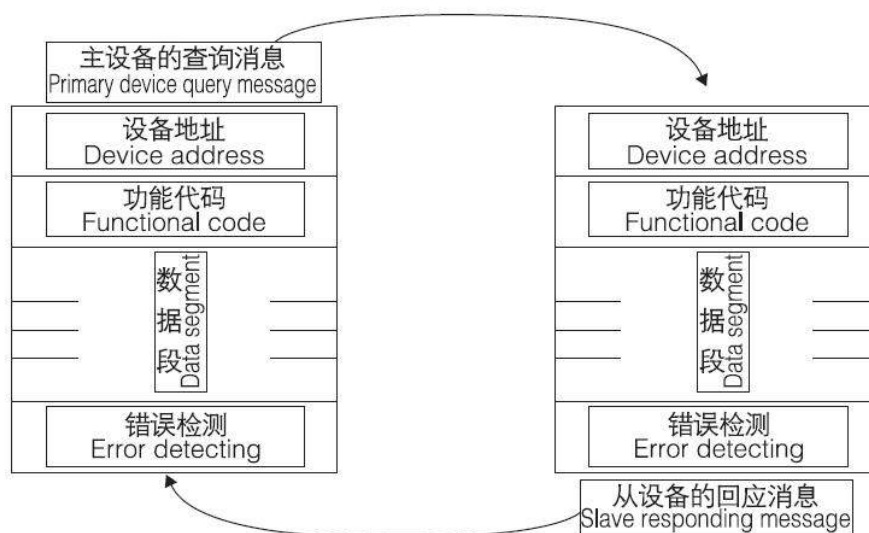 主设备的查询消息
Primary device query message
设备地址
Device address
功能代码
Functional code
数据段
Data segment
错误检测
Error detecting
设备地址
Device address
功能代码
Functional code
数据段
Data segment
错误检测
Error detecting
从设备的回应消息
Slave responding message